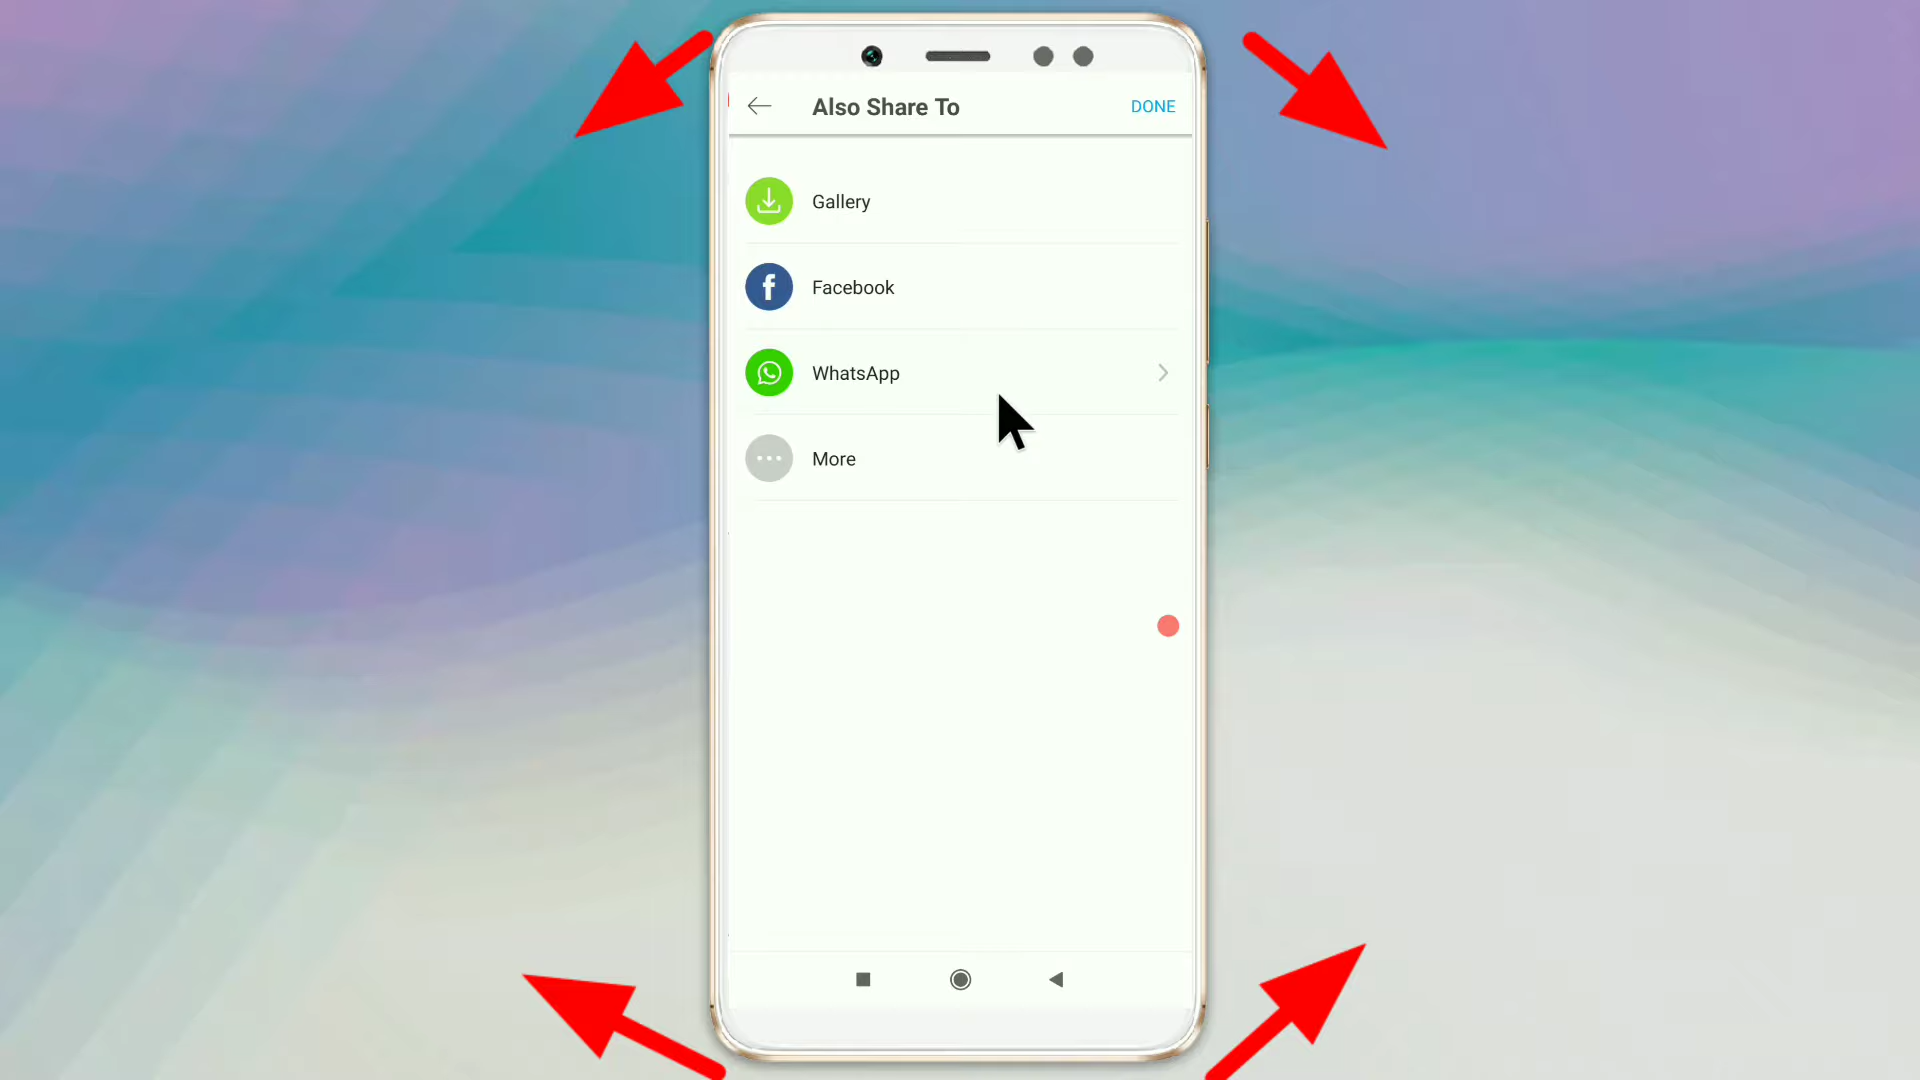 Also Share To
DONE
Gallery
Facebook
WhatsApp
More